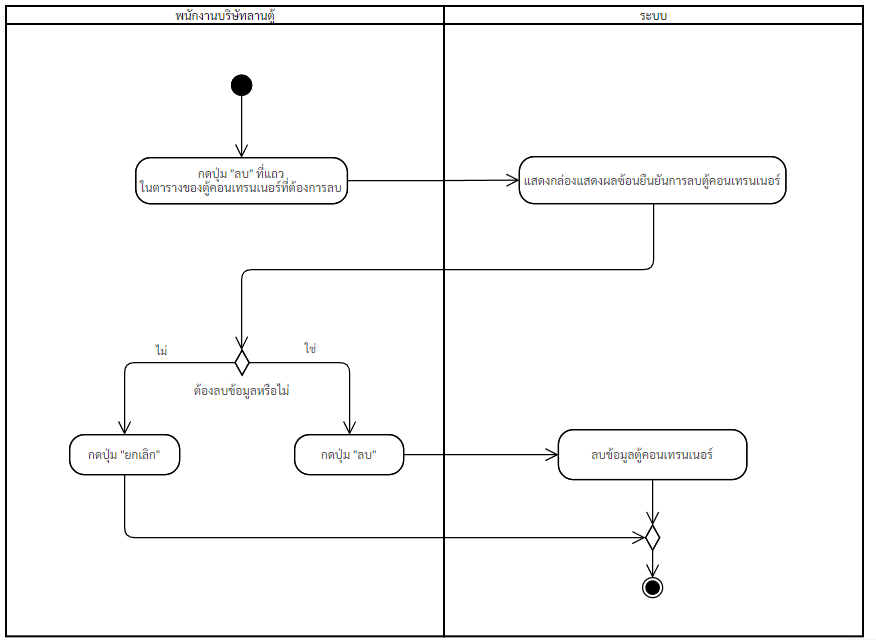 พนักงานบริษัทลานตู้
ระบบ
กดปุ่ม "ลบ" ที่แถว
ในตารางของตู้คอนเทรนเนอร์ที่ต้องการลบ
แสดงกล่องแสดงผลซ้อนยืนยันการลบตู้คอนเทรนเนอร์
ไม่
ใช่
ต้องลบข้อมูลหรือไม่
กดปุ่ม "ยกเลิก"
กดปุ่ม "ลบ"
ลบข้อมูลตู้คอนเทรนเนอร์